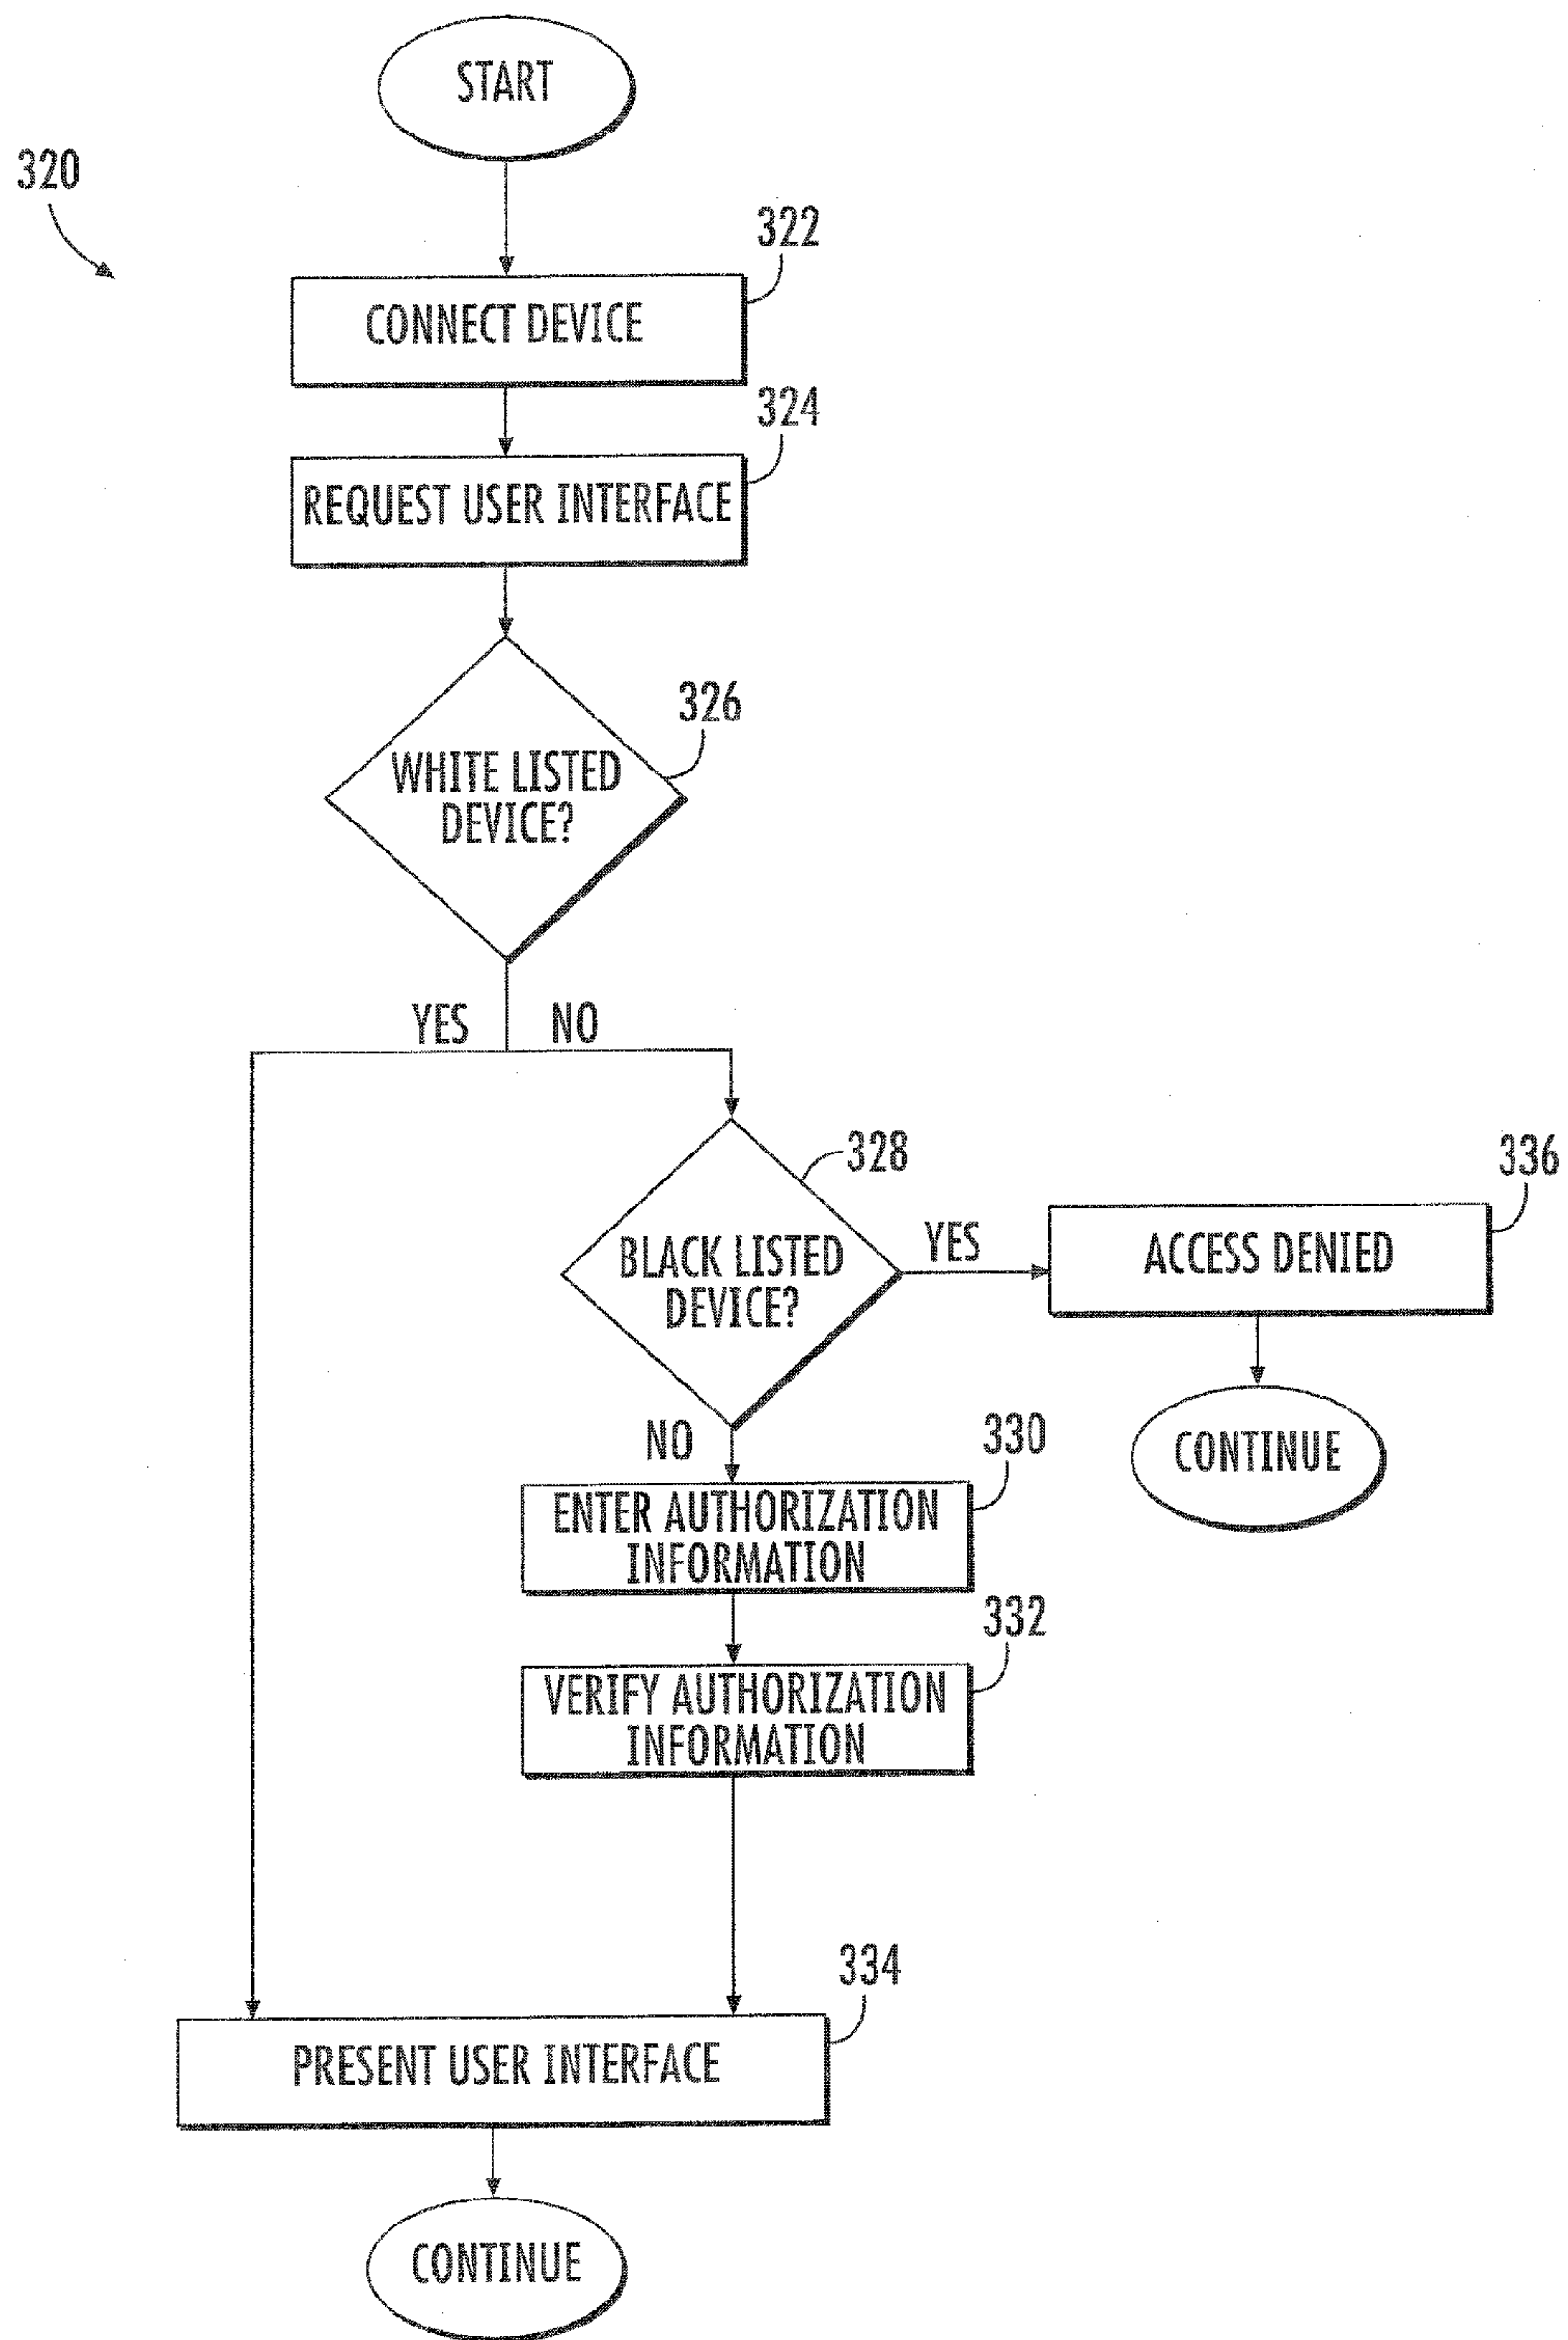 START
320
322
CONNECT DEVICE
324
REQUEST USER INTERFACE
326
WHITE LISTED
DEVICE?
YES
NO
328
336
BLACK LISTED
DEVICE?
YES
ACCESS DENIED
NO
330
CONTINUE
ENTER AUTHORIZATION
INFORMATION
332
VERIFY AUTHORIZATION
INFORMATION
334
PRESENT USER INTERFACE
CONTINUE